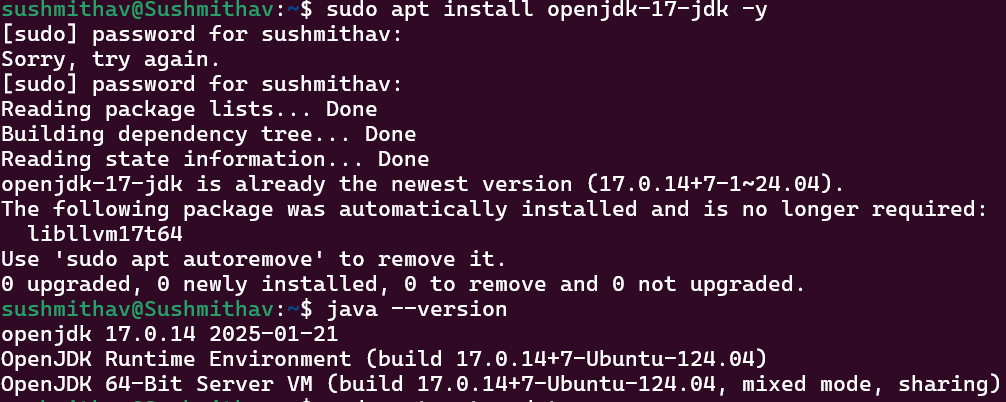 sushmithav@Sushmithav:~$ sudo apt install openjdk-17-jdk -y
[sudo] password for sushmithav:
Sorry, try again.
[sudo] password for sushmithav:
Reading package lists... Done
Building dependency tree... Done
Reading state information... Done
openjdk-17-jdk is already the newest version (17.0.14+7-1~24.04).
The following package was automatically installed and is no longer required:
  libllvm17t64
Use 'sudo apt autoremove' to remove it.
0 upgraded, 0 newly installed, 0 to remove and 0 not upgraded.
sushmithav@Sushmithav:~$ java --version
openjdk 17.0.14 2025-01-21
OpenJDK Runtime Environment (build 17.0.14+7-Ubuntu-124.04)
OpenJDK 64-Bit Server VM (build 17.0.14+7-Ubuntu-124.04, mixed mode, sharing)